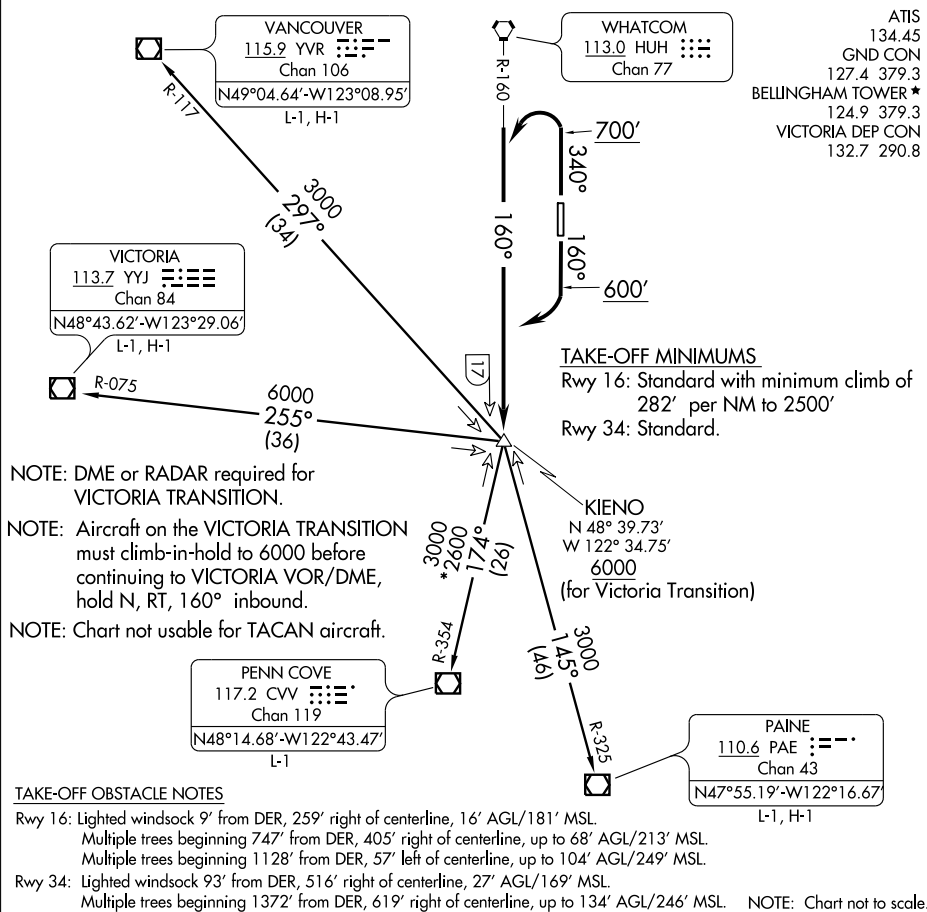 VANCOUVER
115.9 YVR
Chan 106
N49°04.64'-W123°08.95'
L-1, H-1
WHATCOM
113.0 HUH
Chan 77
ATIS
134.45
GND CON
127.4 379.3
BELLINGHAM TOWER ★
124.9 379.3
VICTORIA DEP CON
132.7 290.8
R-117
R-160
700'
340°
160°
160°
600'
3000
297°
(34)
VICTORIA
113.7 YYJ
Chan 84
N48°43.62'-W123°29.06'
L-1, H-1
R-075
6000
255°
(36)
17
TAKE-OFF MINIMUMS
Rwy 16: Standard with minimum climb of
282' per NM to 2500'
Rwy 34: Standard.
NOTE: DME or RADAR required for
VICTORIA TRANSITION.
NOTE: Aircraft on the VICTORIA TRANSITION
must climb-in-hold to 6000 before
continuing to VICTORIA VOR/DME,
hold N, RT, 160° inbound.
NOTE: Chart not usable for TACAN aircraft.
KIENO
N 48° 39.73'
W 122° 34.75'
6000
(for Victoria Transition)
3000
*2600
174°
(26)
R-354
3000
145°
(46)
R-325
PENN COVE
117.2 CVV
Chan 119
N48°14.68'-W122°43.47'
L-1
PAINE
110.6 PAE
Chan 43
N47°55.19'-W122°16.67'
L-1, H-1
TAKE-OFF OBSTACLE NOTES
Rwy 16: Lighted windsock 9' from DER, 259' right of centerline, 16' AGL/181' MSL.
Multiple trees beginning 747' from DER, 405' right of centerline, up to 68' AGL/213' MSL.
Multiple trees beginning 1128' from DER, 57' left of centerline, up to 104' AGL/249' MSL.
Rwy 34: Lighted windsock 93' from DER, 516' right of centerline, 27' AGL/169' MSL.
Multiple trees beginning 1372' from DER, 619' right of centerline, up to 134' AGL/246' MSL.
NOTE: Chart not to scale.